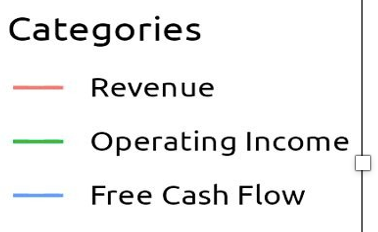 Categories
Revenue
Operating Income
Free Cash Flow